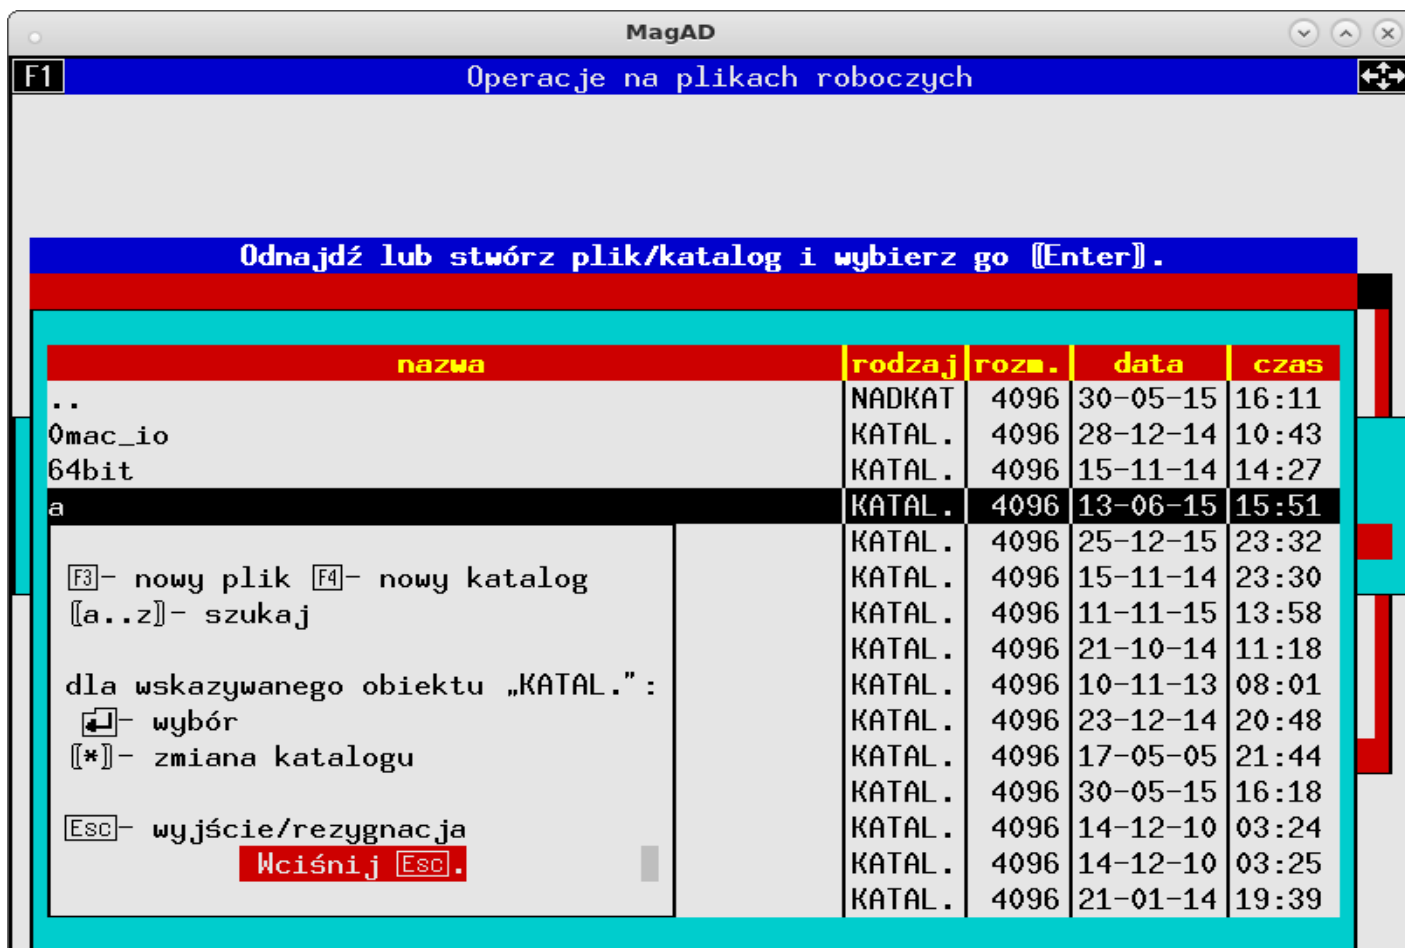 MagAD
F1 Operacje na plikach roboczych
Odnajdź lub stwórz plik/katalog i wybierz go 〚Enter〛.
nazwa rodzaj rozm. data czas
.. NADKAT 4096 30-05-15 16:11
0mac_io KATAL. 4096 28-12-14 10:43
64bit KATAL. 4096 15-11-14 14:27
a KATAL. 4096 13-06-15 15:51
KATAL. 4096 25-12-15 23:32
F3- nowy plik F4- nowy katalog KATAL. 4096 15-11-14 23:30
〚a..z〛- szukaj KATAL. 4096 11-11-15 13:58
KATAL. 4096 21-10-14 11:18
dla wskazywanego obiektu „KATAL.”: KATAL. 4096 10-11-13 08:01
- wybór KATAL. 4096 23-12-14 20:48
〚*〛- zmiana katalogu KATAL. 4096 17-05-05 21:44
KATAL. 4096 30-05-15 16:18
Esc- wyjście/rezygnacja KATAL. 4096 14-12-10 03:24
Wciśnij Esc. KATAL. 4096 14-12-10 03:25
KATAL. 4096 21-01-14 19:39